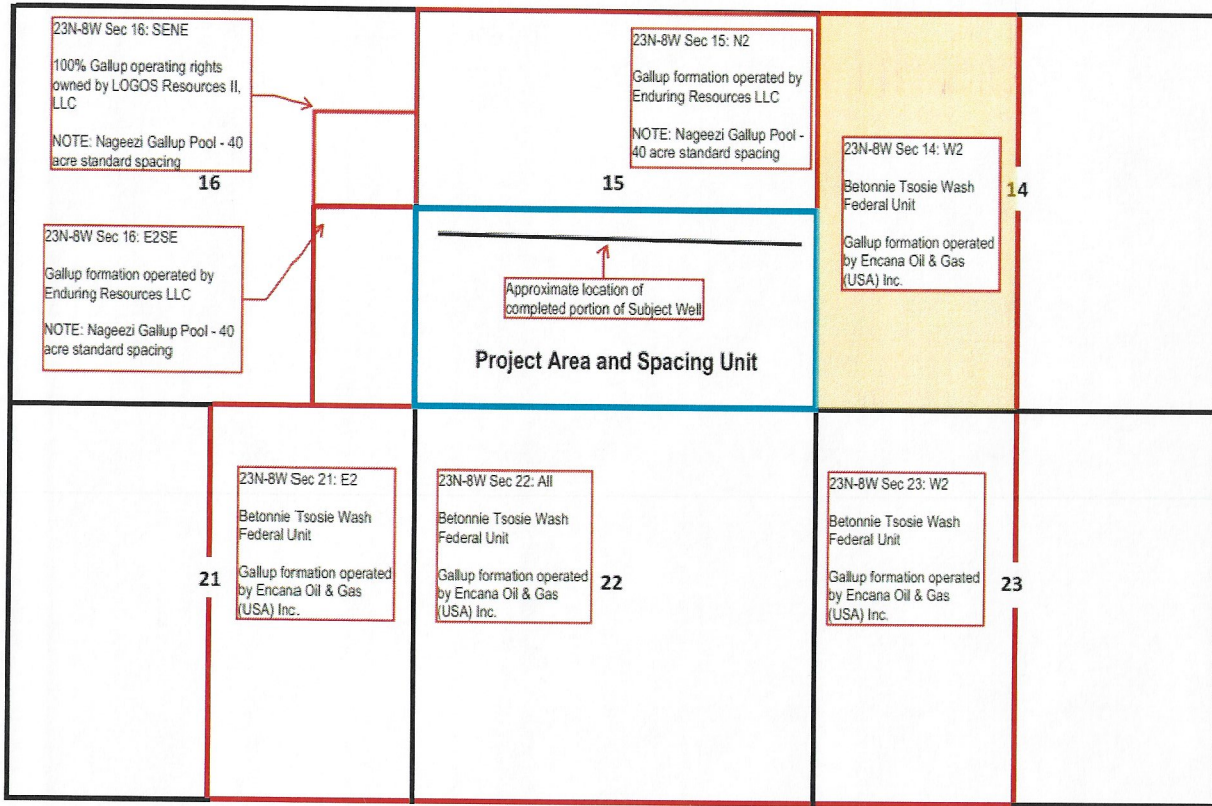 23N-8W Sec 16: SENE
100% Gallup operating rights
owned by LOGOS Resources II,
LLC
NOTE: Nageezi Gallup Pool - 40
acre standard spacing
16
23N-8W Sec 15: N2
Gallup formation operated by
Enduring Resources LLC
NOTE: Nageezi Gallup Pool -
40 acre standard spacing
15
23N-8W Sec 14: W2
Betonnie Tsosie Wash
Federal Unit
Gallup formation operated
by Encana Oil & Gas
(USA) Inc.
14
23N-8W Sec 16: E2SE
Gallup formation operated by
Enduring Resources LLC
NOTE: Nageezi Gallup Pool - 40
acre standard spacing
Approximate location of
completed portion of Subject Well
Project Area and Spacing Unit
23N-8W Sec 21: E2
Betonnie Tsosie Wash
Federal Unit
Gallup formation operated
by Encana Oil & Gas
(USA) Inc.
21
23N-8W Sec 22: All
Betonnie Tsosie Wash
Federal Unit
Gallup formation operated
by Encana Oil & Gas
(USA) Inc.
22
23N-8W Sec 23: W2
Betonnie Tsosie Wash
Federal Unit
Gallup formation operated
by Encana Oil & Gas
(USA) Inc.
23